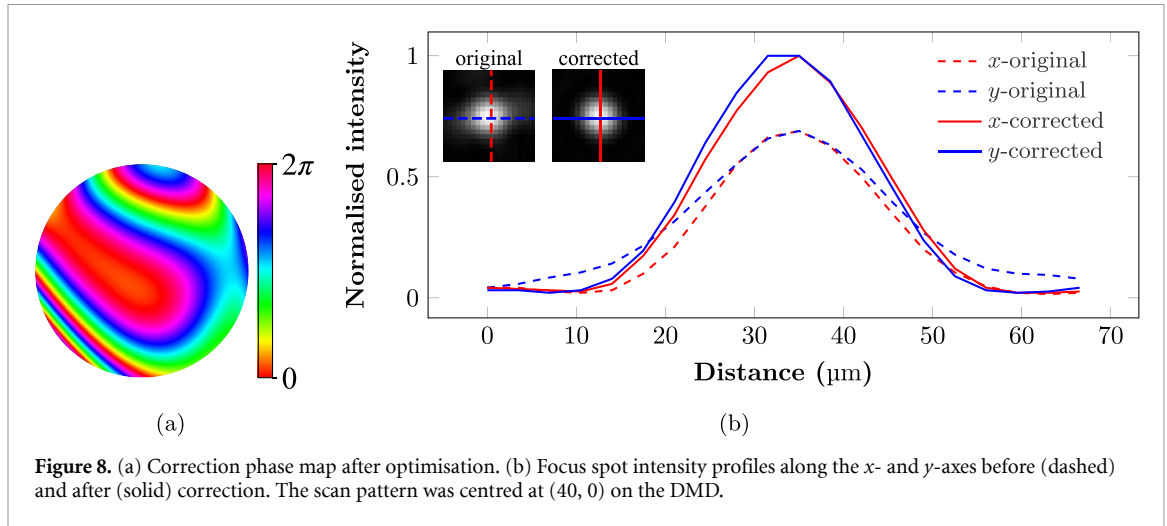 2π
0
(a)
Normalised intensity
1
0.5
0
original
corrected
x-original
y-original
x-corrected
y-corrected
0 10 20 30 40 50 60 70
Distance (µm)
(b)
Figure 8. (a) Correction phase map after optimisation. (b) Focus spot intensity profiles along the x- and y-axes before (dashed)
and after (solid) correction. The scan pattern was centred at (40, 0) on the DMD.